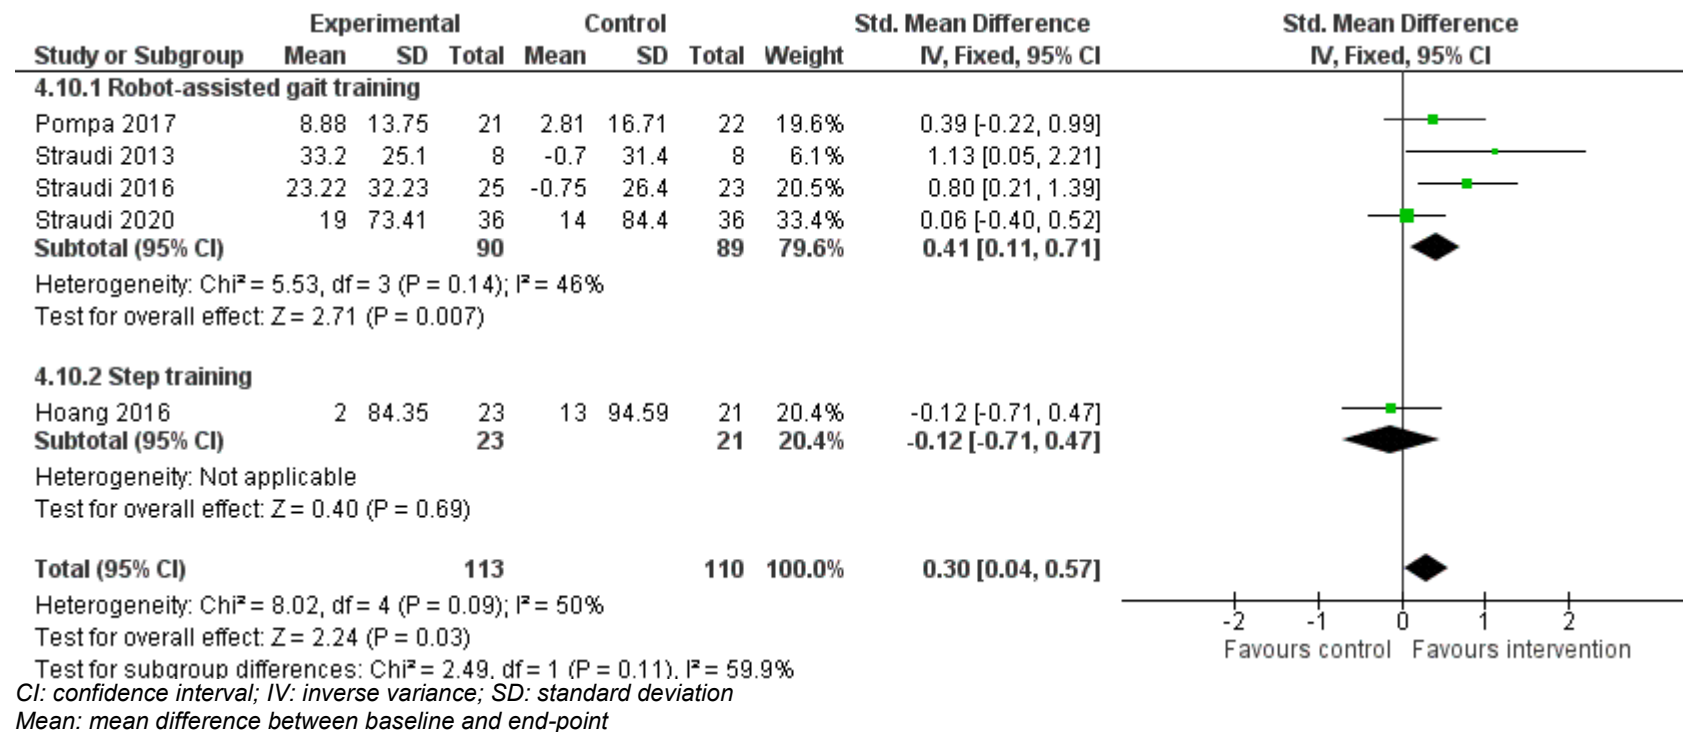 Experimental Control Std. Mean Difference Std. Mean Difference
Study or Subgroup Mean SD Total Mean SD Total Weight IV, Fixed, 95% CI IV, Fixed, 95% CI
4.10.1 Robot-assisted gait training
Pompa 2017 8.88 13.75 21 2.81 16.71 22 19.6% 0.39 [-0.22, 0.99]
Straudi 2013 33.2 25.1 8 -0.7 31.4 8 6.1% 1.13 [0.05, 2.21]
Straudi 2016 23.22 32.23 25 -0.75 26.4 23 20.5% 0.80 [0.21, 1.39]
Straudi 2020 19 73.41 36 14 84.4 36 33.4% 0.06 [-0.40, 0.52]
Subtotal (95% CI) 90 89 79.6% 0.41 [0.11, 0.71]
Heterogeneity: Chi² = 5.53, df = 3 (P = 0.14); I² = 46%
Test for overall effect: Z = 2.71 (P = 0.007)
4.10.2 Step training
Hoang 2016 2 84.35 23 13 94.59 21 20.4% -0.12 [-0.71, 0.47]
Subtotal (95% CI) 23 21 20.4% -0.12 [-0.71, 0.47]
Heterogeneity: Not applicable
Test for overall effect: Z = 0.40 (P = 0.69)
Total (95% CI) 113 110 100.0% 0.30 [0.04, 0.57]
Heterogeneity: Chi² = 8.02, df = 4 (P = 0.09); I² = 50%
Test for overall effect: Z = 2.24 (P = 0.03)
Test for subgroup differences: Chi² = 2.49, df = 1 (P = 0.11), I² = 59.9%
-2 -1 0 1 2
Favours control Favours intervention
CI: confidence interval; IV: inverse variance; SD: standard deviation
Mean: mean difference between baseline and end-point